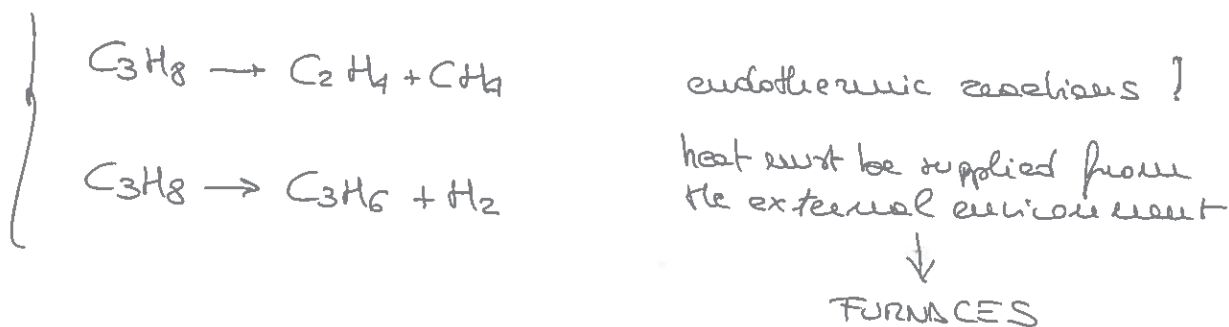 C3H8 → C2H4 + CH4
endothermic reactions !
heat must be supplied from
C3H8 → C3H6 + H2
the external environment
↓
FURNACES